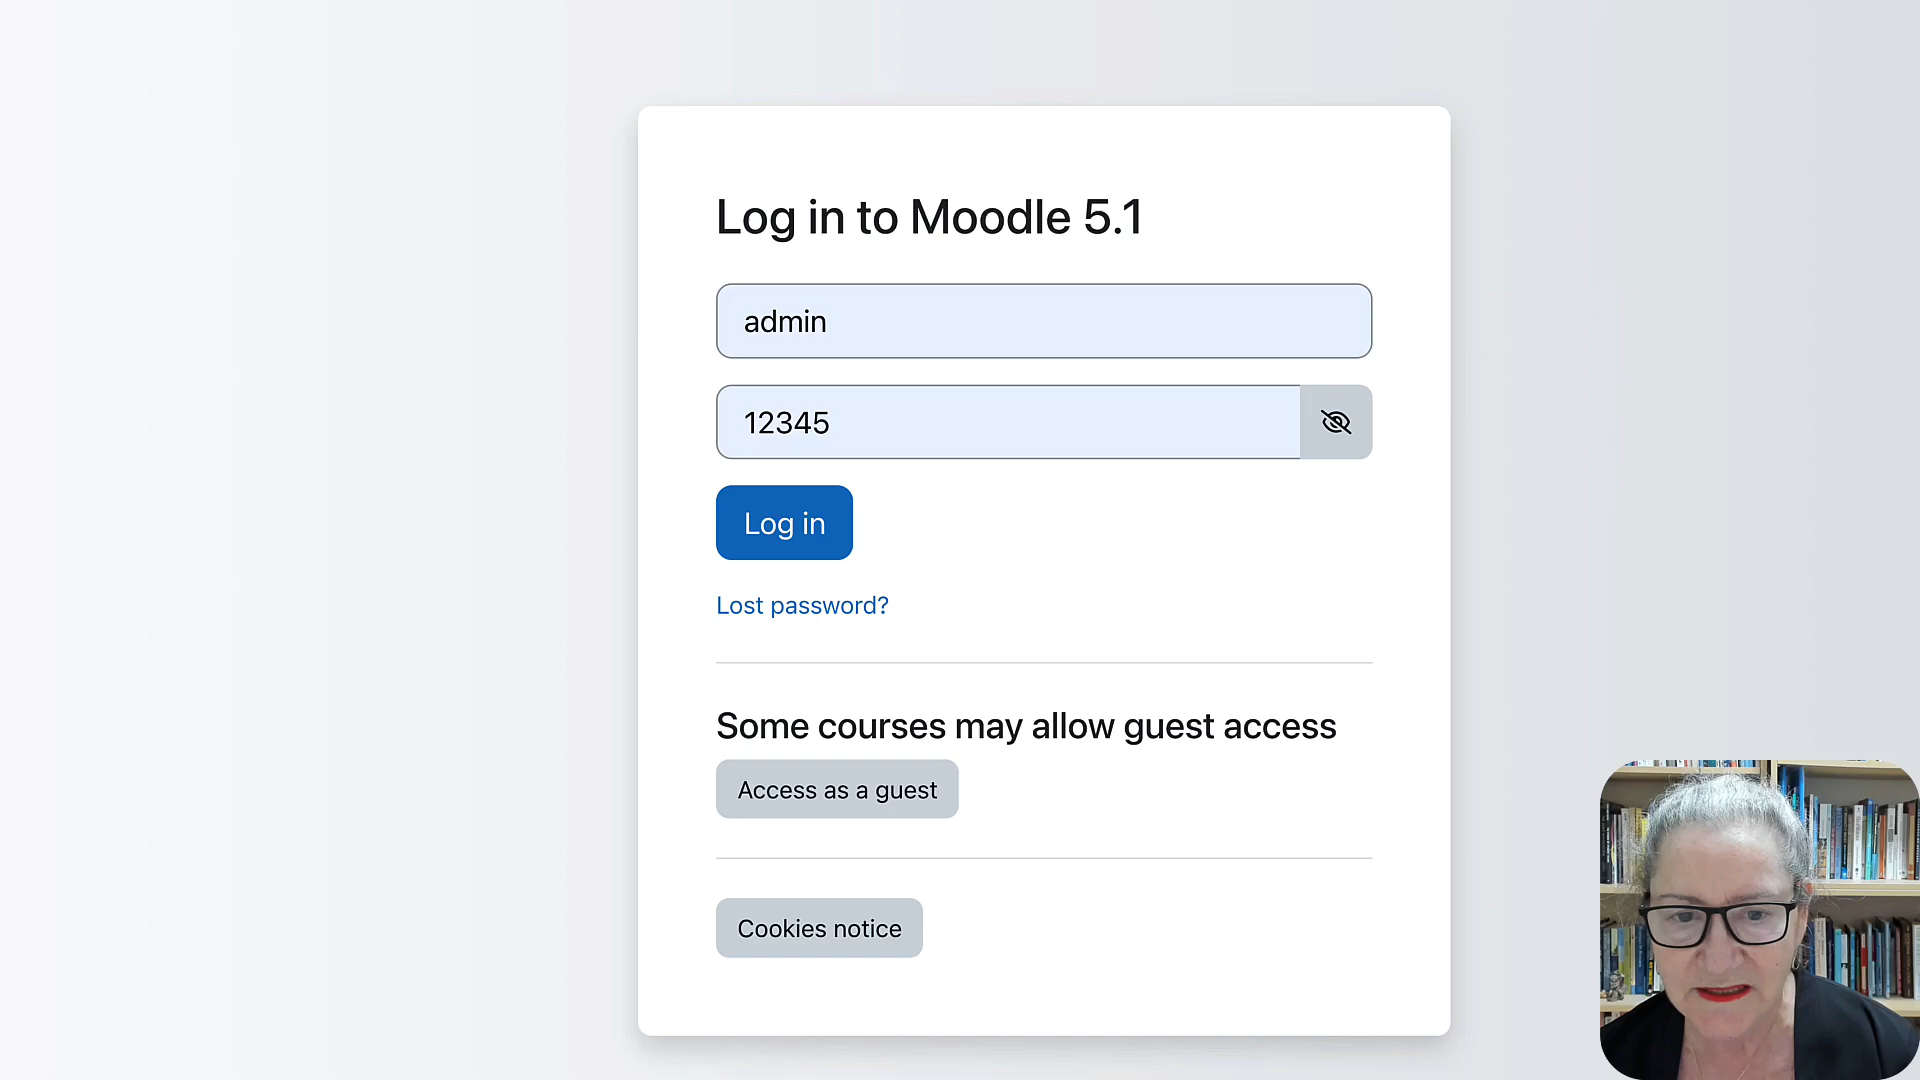 Log in to Moodle 5.1
admin
12345
Log in
Lost password?
Some courses may allow guest access
Access as a guest
Cookies notice